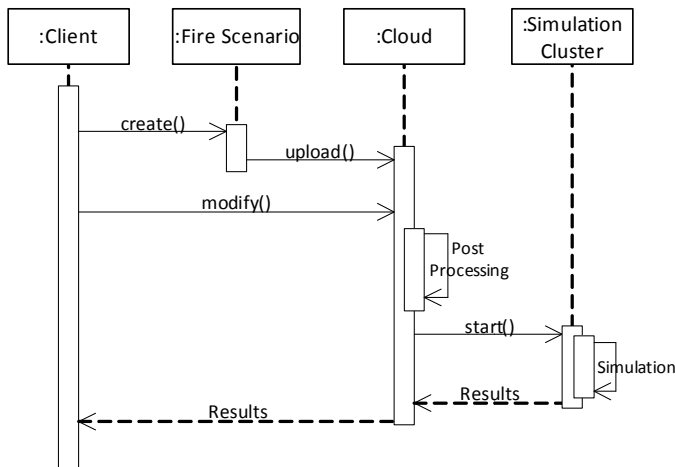 :Client
:Fire Scenario
:Cloud
:Simulation
Cluster
create()
upload()
modify()
Post
Processing
start()
Simulation
Results
Results